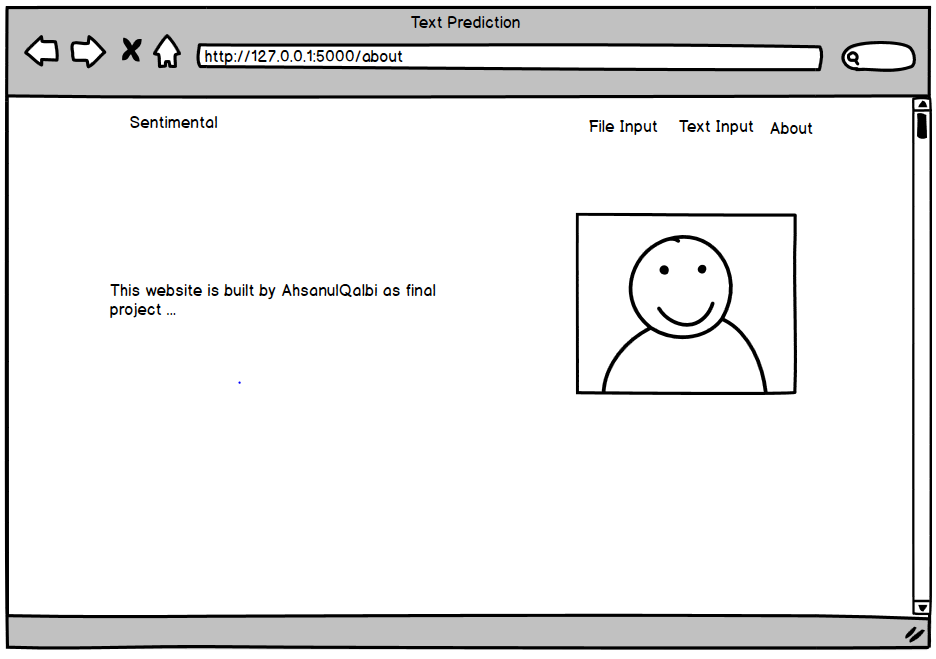 Text Prediction
http://127.0.0.1:5000/about
Sentimental
File Input
Text Input
About
This website is built by AhsanulQalbi as final
project ...